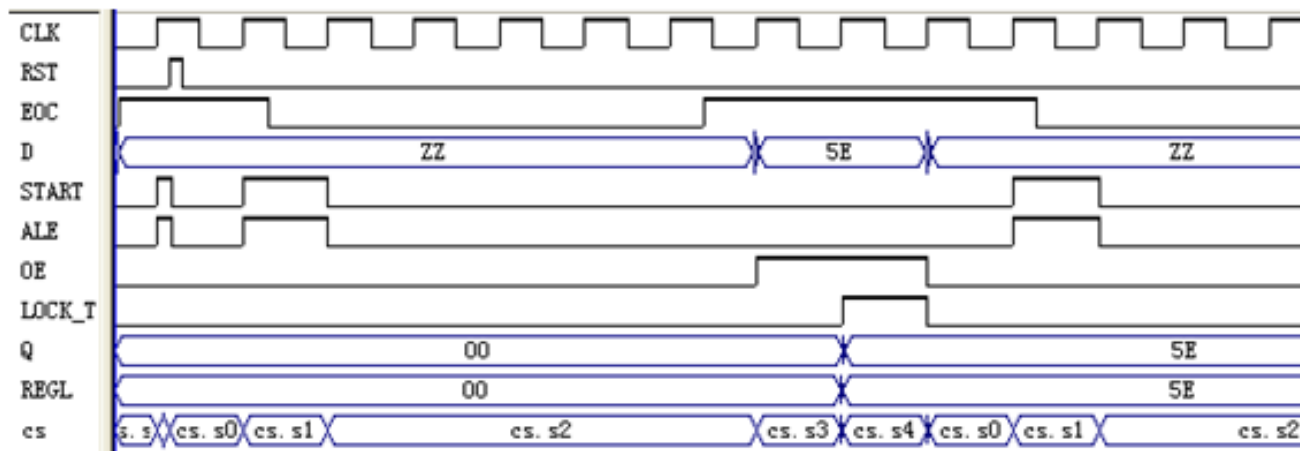 CLK
RST
EOC
D ZZ 5E ZZ
START
ALE
OE
LOCK_T
Q 00 5E
REGL 00 5E
cs s.s cs.s0 cs.s1 cs.s2 cs.s3 cs.s4 cs.s0 cs.s1 cs.s2